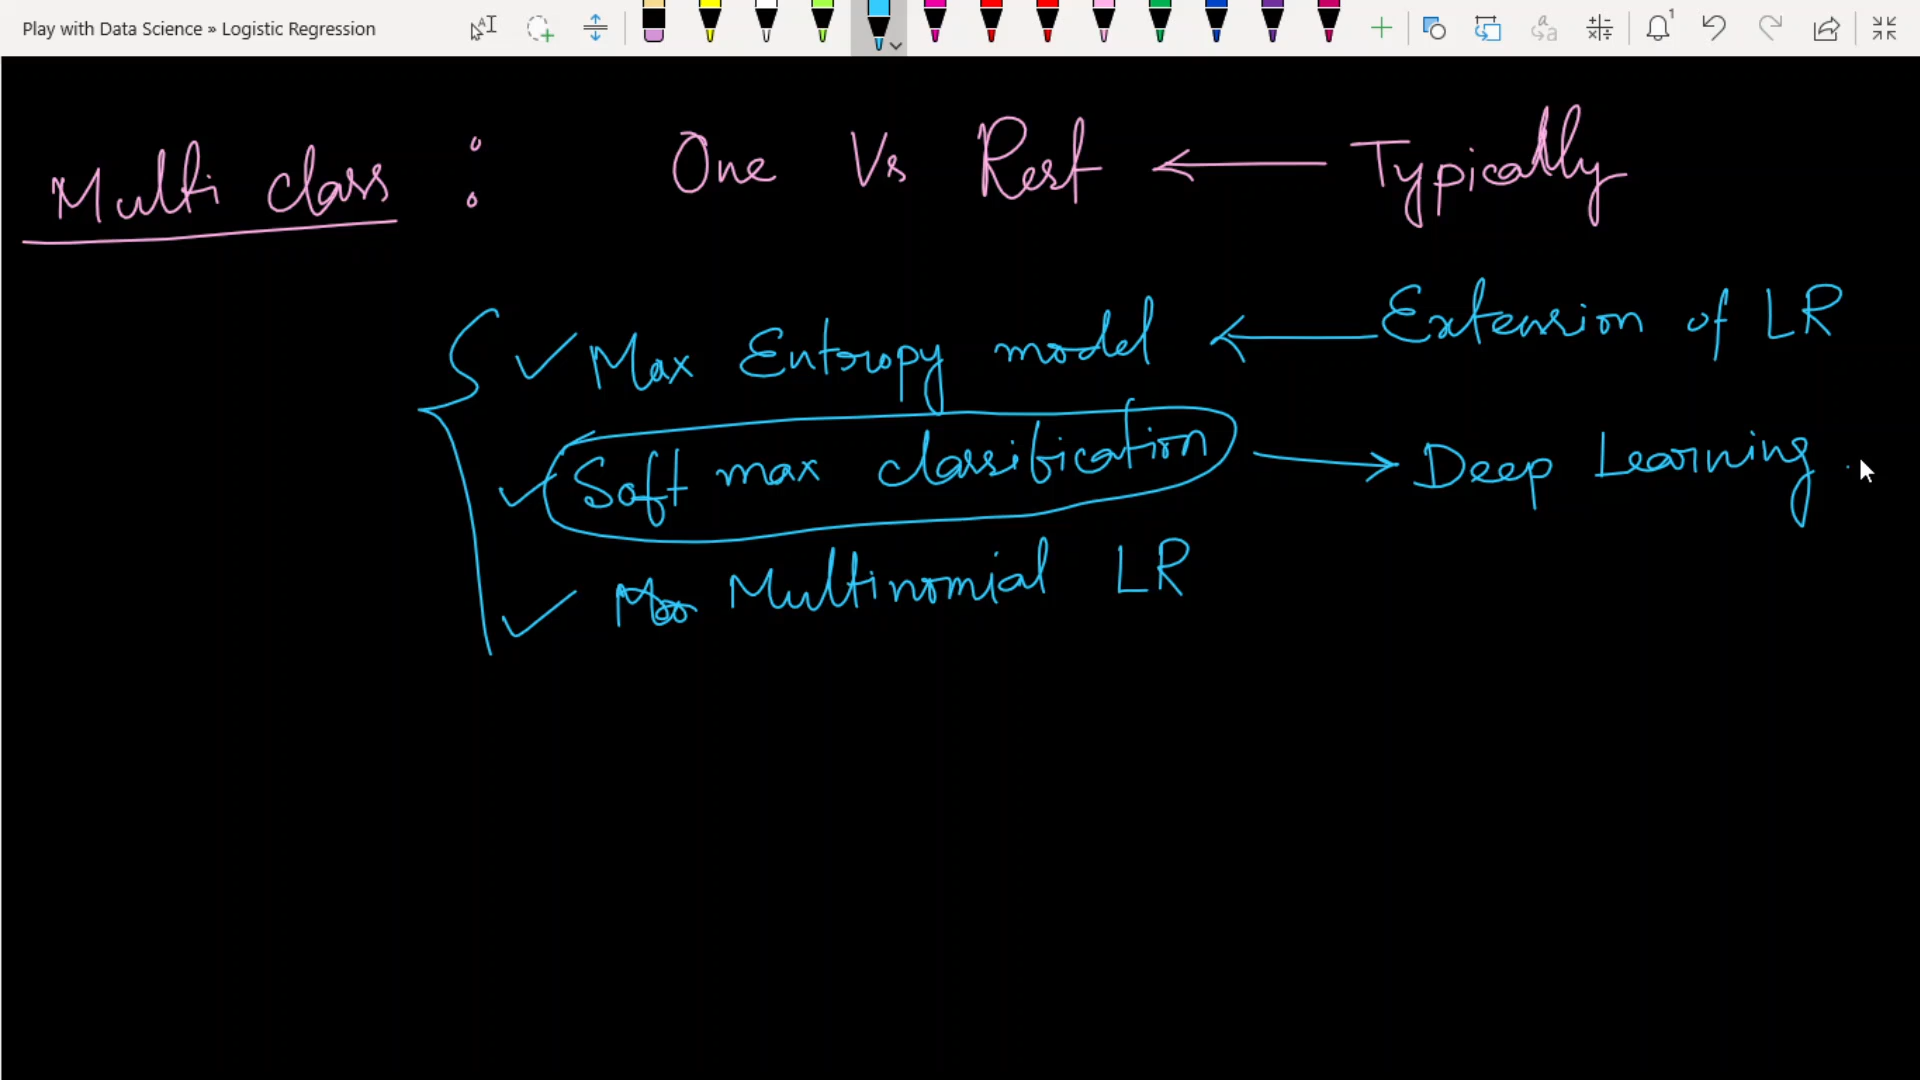 Play with Data Science » Logistic Regression
Multi class : One Vs Rest ← Typically
✓ Max Entropy model ← Extension of LR
✓ Soft max classification → Deep Learning
✓ Multinomial LR